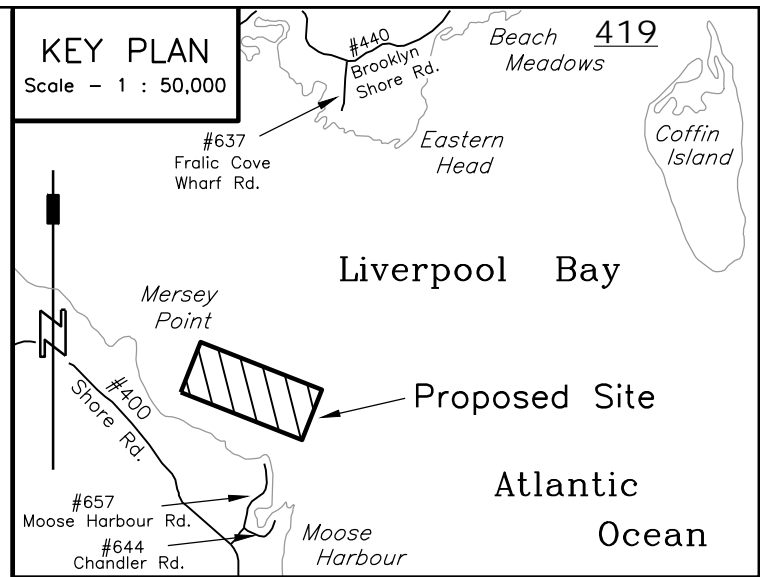 KEY PLAN
Scale - 1 : 50,000
#440
Brooklyn
Shore Rd.
Beach
Meadows
419
#637
Fralic Cove
Wharf Rd.
Eastern
Head
Coffin
Island
Liverpool Bay
Mersey
Point
N
#400
Shore Rd.
Proposed Site
Atlantic
Ocean
#657
Moose Harbour Rd.
#644
Chandler Rd.
Moose
Harbour